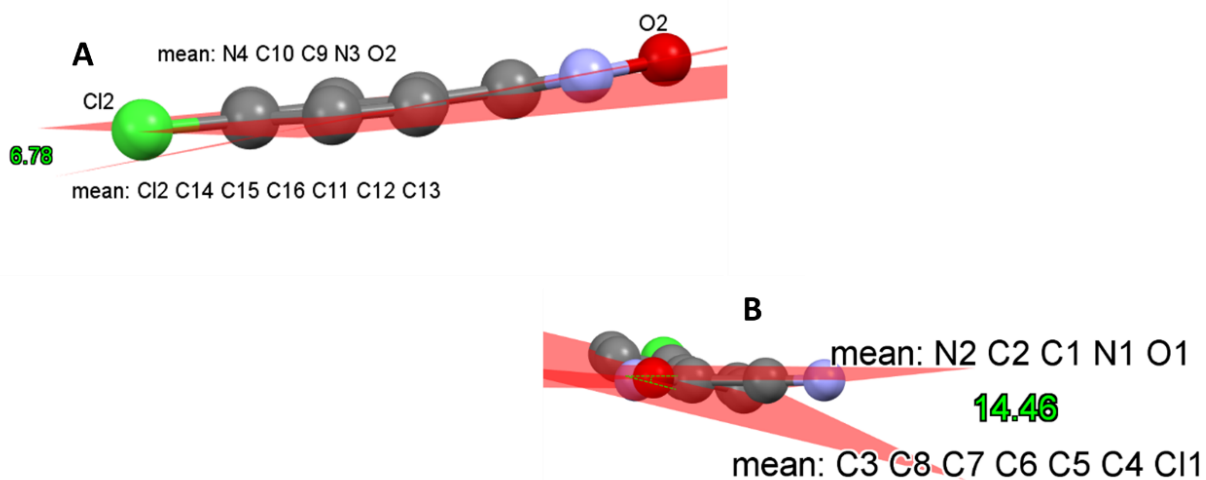 O2
A
mean: N4 C10 C9 N3 O2
Cl2
6.78
mean: Cl2 C14 C15 C16 C11 C12 C13
B
mean: N2 C2 C1 N1 O1
14.46
mean: C3 C8 C7 C6 C5 C4 Cl1